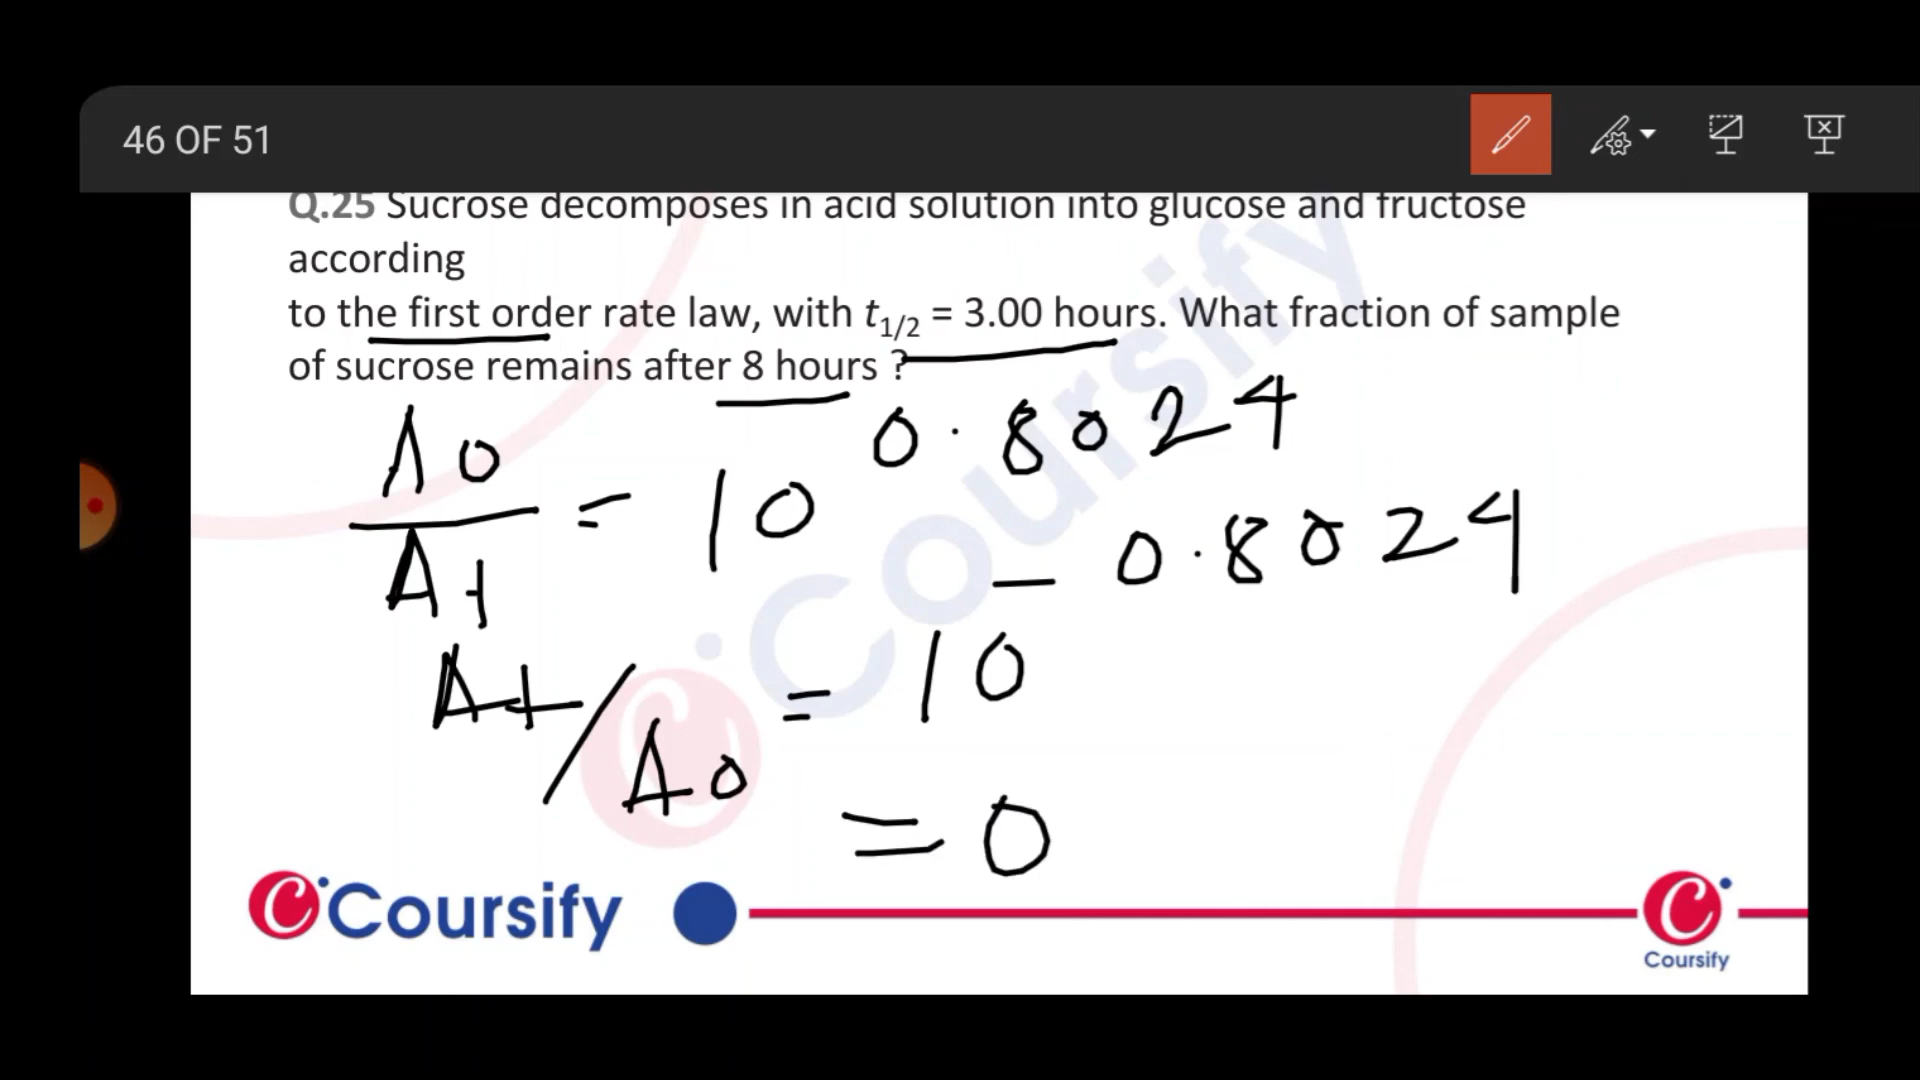 46 OF 51
Q.25 Sucrose decomposes in acid solution into glucose and fructose
according
to the first order rate law, with t1/2 = 3.00 hours. What fraction of sample
of sucrose remains after 8 hours ?
A0/At = 10^0.8024
At/A0 = 10^-0.8024
= 0
Coursify
Coursify
Coursify